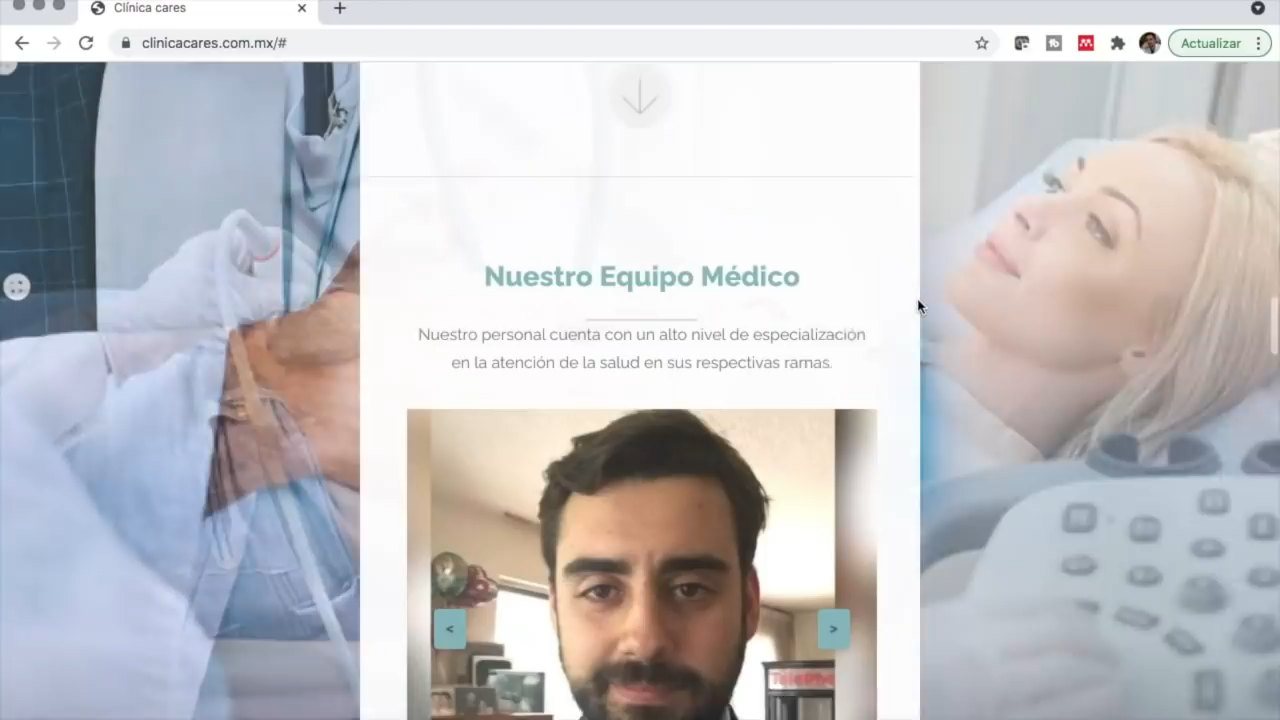 Clínica cares
clinicacares.com.mx/#
Actualizar
Nuestro Equipo Médico
Nuestro personal cuenta con un alto nivel de especialización
en la atención de la salud en sus respectivas ramas.
< >